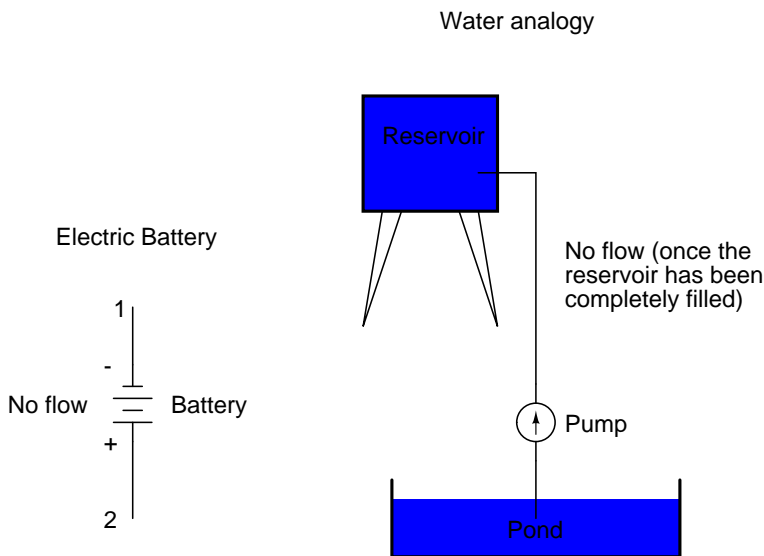 Water analogy
Reservoir
Electric Battery
No flow (once the
reservoir has been
completely filled)
1
-
No flow
Battery
+
2
Pump
Pond